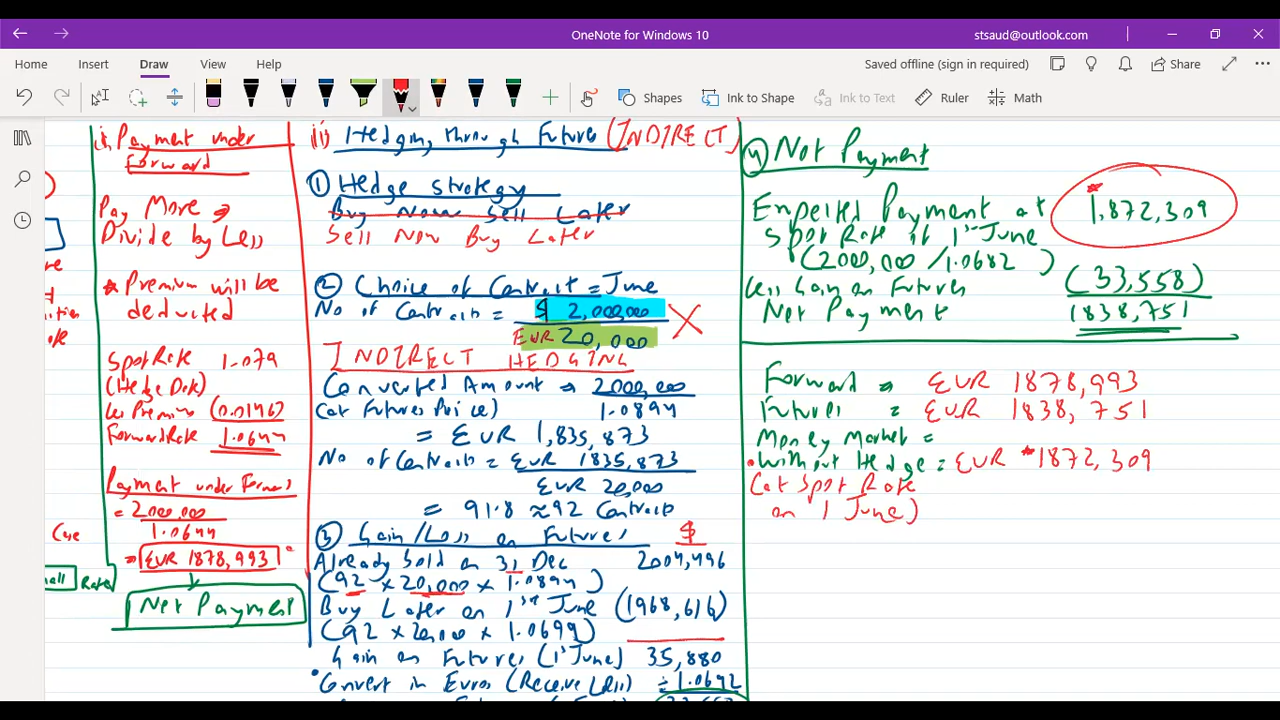 OneNote for Windows 10
stsaud@outlook.com
Home Insert Draw View Help
Saved offline (sign in required)
Share
Shapes
Ink to Shape
Ink to Text
Ruler
Math
ii) Payment under
Forward
Pay More →
Divide by Less
* Premium will be
deducted
Spot Rate 1.079
(Hedge Date)
Less Premium (0.0146)
Forward Rate 1.0644
Payment under Forward
= 2000,000
1.0644
= EUR 1878,993
Net Payment
Case
Rate
iii) Hedging through Futures (INDIRECT)
① Hedge Strategy
Buy Now Sell Later
Sell Now Buy Later
② Choice of Contract = June
No of Contracts = $ 2,000,000
EUR 20,000
INDIRECT HEDGING
Converted Amount → 2000,000
(at Futures Price) 1.0894
= EUR 1,835,873
No of Contracts = EUR 1835,873
EUR 20,000
= 91.8 ≈ 92 Contracts
③ Gain/Loss on Futures $
Already Sold on 31 Dec 2004,496
(92 × 20,000 × 1.0894)
Buy Later on 1st June (1968,616)
(92 × 20,000 × 1.0699)
Gain on Futures (1st June) 35,880
Convert in Euros (Receive Less) ÷ 1.0692
4) Net Payment
Expected Payment at * 1,872,309
Spot Rate of 1st June
(2000,000 / 1.0682)
Less Gain on Futures (33,558)
Net Payment 1838,751
Forward → EUR 1878,993
Futures = EUR 1838,751
Money Market =
• Without Hedge = EUR *1872,309
(at Spot Rate
on 1 June)